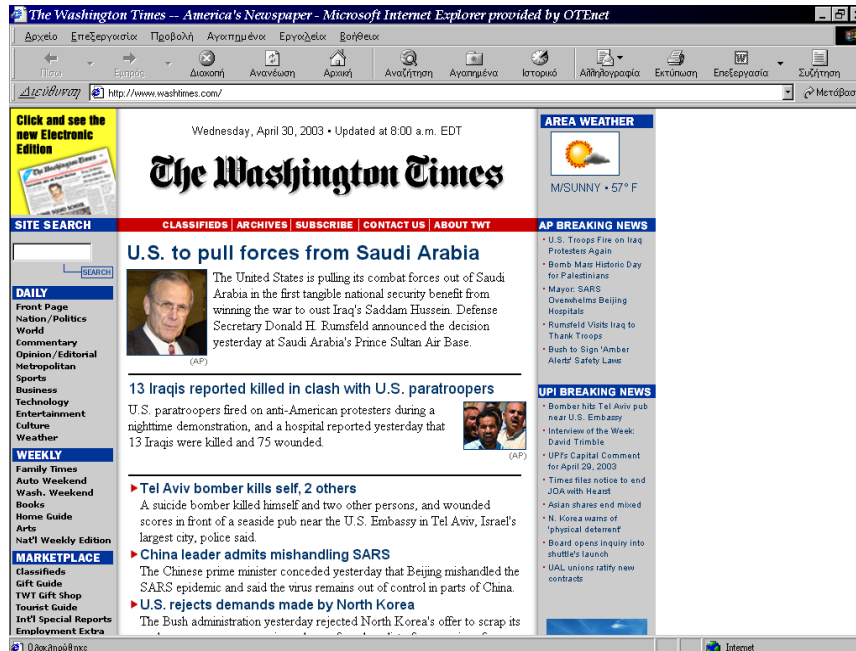 The Washington Times -- America's Newspaper - Microsoft Internet Explorer provided by OTEnet
Αρχείο Επεξεργασία Προβολή Αγαπημένα Εργαλεία Βοήθεια
Πίσω Εμπρός Διακοπή Ανανέωση Αρχική Αναζήτηση Αγαπημένα Ιστορικό Αλληλογραφία Εκτύπωση Επεξεργασία Συζήτηση
Διεύθυνση http://www.washtimes.com/ Μετάβασ
Click and see the
new Electronic
Edition
The Washington Times
Wednesday, April 30, 2003 • Updated at 8:00 a.m. EDT
The Washington Times
CLASSIFIEDS | ARCHIVES | SUBSCRIBE | CONTACT US | ABOUT TWT
SITE SEARCH
SEARCH
DAILY
Front Page
Nation/Politics
World
Commentary
Opinion/Editorial
Metropolitan
Sports
Business
Technology
Entertainment
Culture
Weather
WEEKLY
Family Times
Auto Weekend
Wash. Weekend
Books
Home Guide
Arts
Nat'l Weekly Edition
MARKETPLACE
Classifieds
Gift Guide
TWT Gift Shop
Tourist Guide
Int'l Special Reports
Employment Extra
U.S. to pull forces from Saudi Arabia
The United States is pulling its combat forces out of Saudi
Arabia in the first tangible national security benefit from
winning the war to oust Iraq's Saddam Hussein. Defense
Secretary Donald H. Rumsfeld announced the decision
yesterday at Saudi Arabia's Prince Sultan Air Base.
(AP)
13 Iraqis reported killed in clash with U.S. paratroopers
U.S. paratroopers fired on anti-American protesters during a
nighttime demonstration, and a hospital reported yesterday that
13 Iraqis were killed and 75 wounded.
(AP)
Tel Aviv bomber kills self, 2 others
A suicide bomber killed himself and two other persons, and wounded
scores in front of a seaside pub near the U.S. Embassy in Tel Aviv, Israel's
largest city, police said.
China leader admits mishandling SARS
The Chinese prime minister conceded yesterday that Beijing mishandled the
SARS epidemic and said the virus remains out of control in parts of China.
U.S. rejects demands made by North Korea
The Bush administration yesterday rejected North Korea's offer to scrap its
AREA WEATHER
M/SUNNY • 57° F
AP BREAKING NEWS
• U.S. Troops Fire on Iraq
Protesters Again
• Bomb Mars Historic Day
for Palestinians
• Mayor: SARS
Overwhelms Beijing
Hospitals
• Rumsfeld Visits Iraq to
Thank Troops
• Bush to Sign 'Amber
Alert' Safety Laws
UPI BREAKING NEWS
• Bomber hits Tel Aviv pub
near U.S. Embassy
• Interview of the Week:
David Trimble
• UPI's Capital Comment
for April 29, 2003
• Times files notice to end
JOA with Hearst
• Asian shares end mixed
• N. Korea warns of
'physical deterrent'
• Board opens inquiry into
shuttle's launch
• UAL unions ratify new
contracts
Ολοκληρώθηκε
Internet